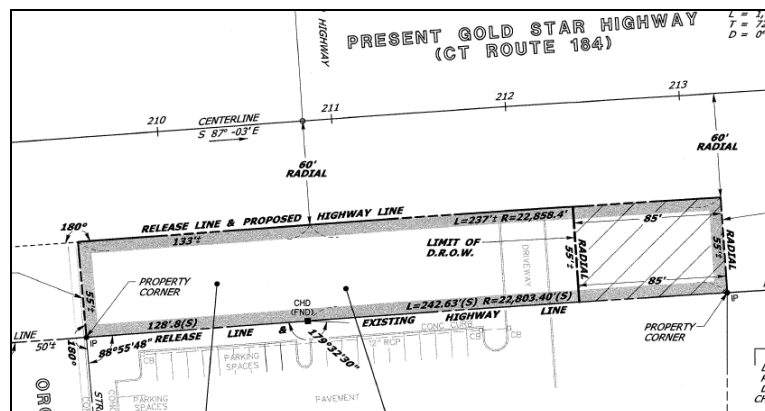 HIGHWAY
PRESENT GOLD STAR HIGHWAY
(CT ROUTE 184)
L = 1,
T = 72
D = 0°
210
CENTERLINE
S 87° -03' E
211
212
213
60'
RADIAL
60'
RADIAL
180°
RELEASE LINE & PROPOSED HIGHWAY LINE
L=237'± R=22,858.4'
133'±
85'
LIMIT OF
D.R.O.W.
55'±
RADIAL
55'±
RADIAL
DRIVEWAY
85'
PROPERTY
CORNER
55'±
CHD
(FND)
L=242.63'(S) R=22,803.40'(S)
128'.8(S)
RELEASE LINE & EXISTING HIGHWAY LINE
LINE
50'±
180°
IP
88°55'48"
179°32'30"
CONC CURB
12" RCP
CB
CB
IP
PROPERTY
CORNER
PARKING
SPACES
PARKING
SPACES
PAVEMENT